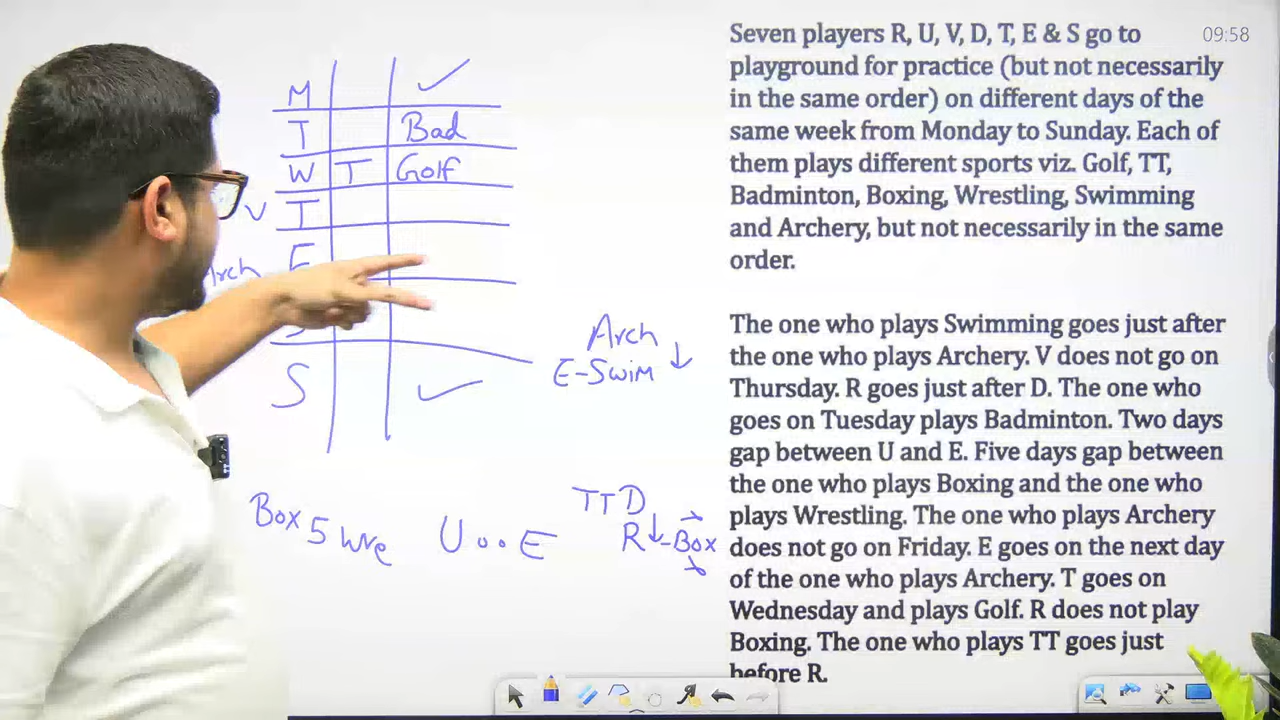 09:58
Seven players R, U, V, D, T, E & S go to
playground for practice (but not necessarily
in the same order) on different days of the
same week from Monday to Sunday. Each of
them plays different sports viz. Golf, TT,
Badminton, Boxing, Wrestling, Swimming
and Archery, but not necessarily in the same
order.
The one who plays Swimming goes just after
the one who plays Archery. V does not go on
Thursday. R goes just after D. The one who
goes on Tuesday plays Badminton. Two days
gap between U and E. Five days gap between
the one who plays Boxing and the one who
plays Wrestling. The one who plays Archery
does not go on Friday. E goes on the next day
of the one who plays Archery. T goes on
Wednesday and plays Golf. R does not play
Boxing. The one who plays TT goes just
before R.
M
T Bad
W T Golf
V T
Arch F
S
S
Arch
E-Swim
Box 5 wre
U E
TT D
R - Box